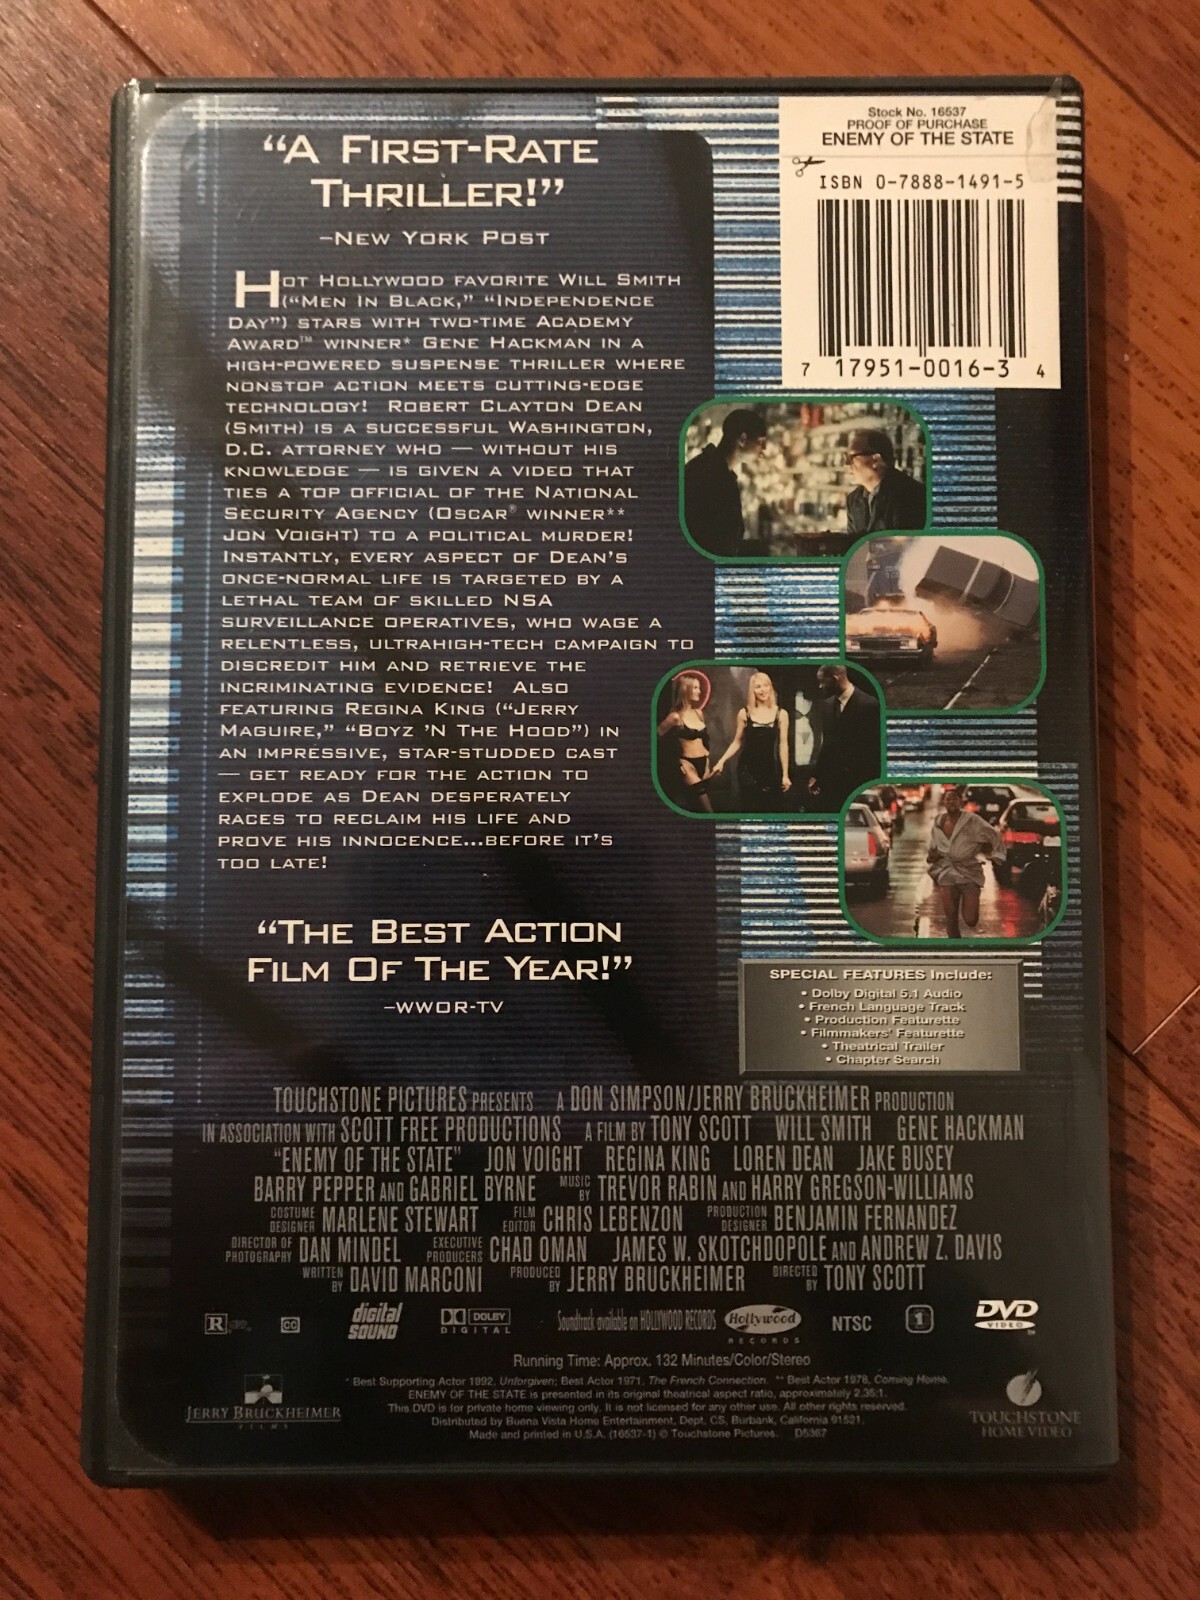 "A First-Rate
Thriller!"
–New York Post
Hot Hollywood favorite Will Smith
("Men In Black," "Independence
Day") stars with two-time Academy
Award™ winner* Gene Hackman in a
high-powered suspense thriller where
nonstop action meets cutting-edge
technology! Robert Clayton Dean
(Smith) is a successful Washington,
D.C. attorney who — without his
knowledge — is given a video that
ties a top official of the National
Security Agency (Oscar® winner**
Jon Voight) to a political murder!
Instantly, every aspect of Dean's
once-normal life is targeted by a
lethal team of skilled NSA
surveillance operatives, who wage a
relentless, ultrahigh-tech campaign to
discredit him and retrieve the
incriminating evidence! Also
featuring Regina King ("Jerry
Maguire," "Boyz 'N The Hood") in
an impressive, star-studded cast
— get ready for the action to
explode as Dean desperately
races to reclaim his life and
prove his innocence...before it's
too late!
"The Best Action
Film Of The Year!"
–WWOR-TV
Stock No. 16537
PROOF OF PURCHASE
ENEMY OF THE STATE
ISBN 0-7888-1491-5
7 17951-0016-3 4
SPECIAL FEATURES Include:
• Dolby Digital 5.1 Audio
• French Language Track
• Production Featurette
• Filmmakers' Featurette
• Theatrical Trailer
• Chapter Search
TOUCHSTONE PICTURES PRESENTS A DON SIMPSON/JERRY BRUCKHEIMER PRODUCTION
IN ASSOCIATION WITH SCOTT FREE PRODUCTIONS A FILM BY TONY SCOTT WILL SMITH GENE HACKMAN
"ENEMY OF THE STATE" JON VOIGHT REGINA KING LOREN DEAN JAKE BUSEY
BARRY PEPPER AND GABRIEL BYRNE MUSIC BY TREVOR RABIN AND HARRY GREGSON-WILLIAMS
COSTUME DESIGNER MARLENE STEWART FILM EDITOR CHRIS LEBENZON PRODUCTION DESIGNER BENJAMIN FERNANDEZ
DIRECTOR OF PHOTOGRAPHY DAN MINDEL EXECUTIVE PRODUCERS CHAD OMAN JAMES W. SKOTCHDOPOLE AND ANDREW Z. DAVIS
WRITTEN BY DAVID MARCONI PRODUCED BY JERRY BRUCKHEIMER DIRECTED BY TONY SCOTT
R CC digital SOUND DOLBY DIGITAL Soundtrack available on HOLLYWOOD RECORDS Hollywood RECORDS NTSC 1 DVD VIDEO™
Running Time: Approx. 132 Minutes/Color/Stereo
* Best Supporting Actor 1992, Unforgiven; Best Actor 1971, The French Connection. ** Best Actor 1978, Coming Home.
ENEMY OF THE STATE is presented in its original theatrical aspect ratio, approximately 2.35:1.
This DVD is for private home viewing only. It is not licensed for any other use. All other rights reserved.
Distributed by Buena Vista Home Entertainment, Dept. CS, Burbank, California 91521.
Made and printed in U.S.A. (16537-1) © Touchstone Pictures. D5367
JERRY BRUCKHEIMER
FILMS
TOUCHSTONE
HOME VIDEO